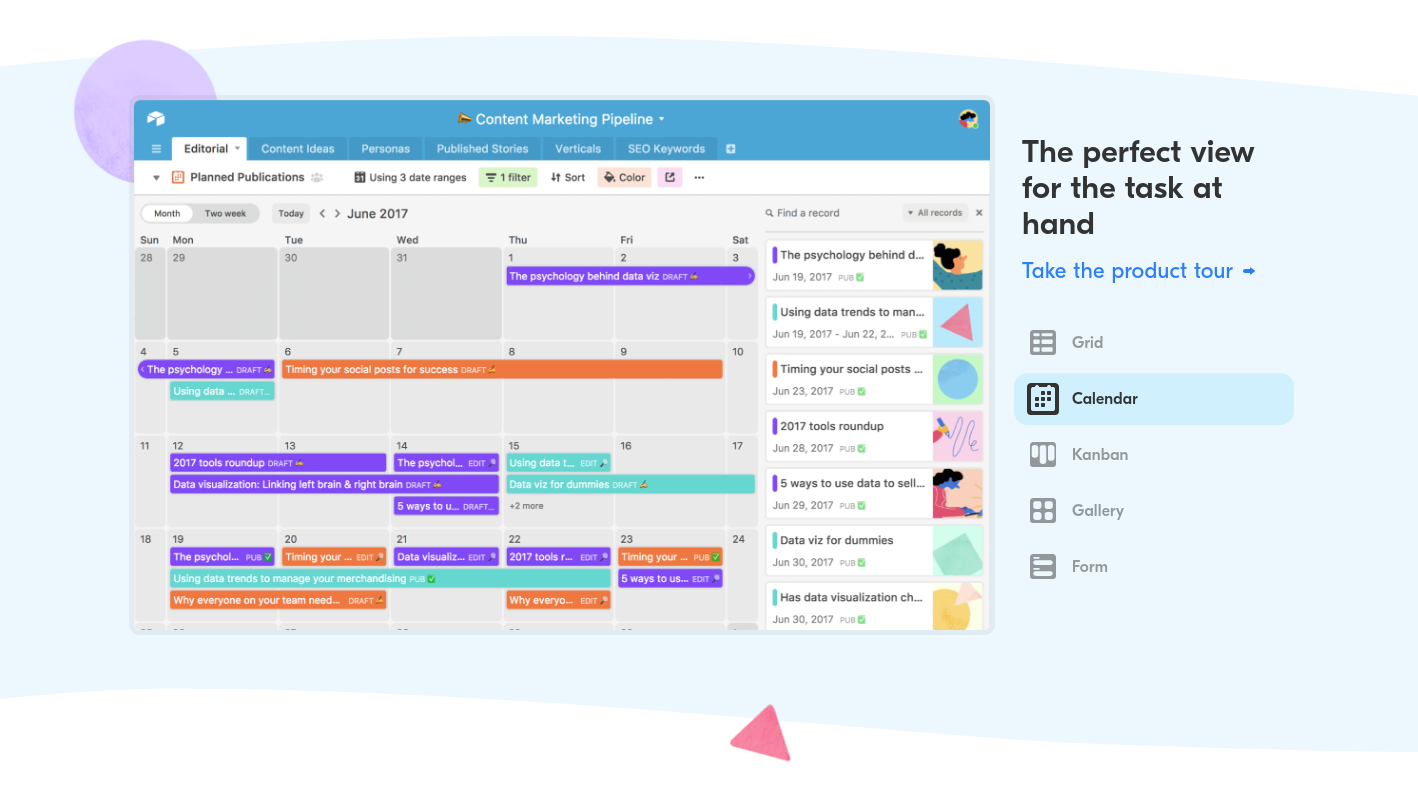 Content Marketing Pipeline
Editorial
Content Ideas
Personas
Published Stories
Verticals
SEO Keywords
Planned Publications
Using 3 date ranges
1 filter
Sort
Color
Month
Two week
Today
June 2017
Find a record
All records
Sun Mon Tue Wed Thu Fri Sat
28 29 30 31 1 2 3
The psychology behind data viz DRAFT
4 5 6 7 8 9 10
The psychology ... DRAFT
Timing your social posts for success DRAFT
Using data ... DRAFT...
11 12 13 14 15 16 17
2017 tools roundup DRAFT
The psychol... EDIT
Using data t... EDIT
Data visualization: Linking left brain & right brain DRAFT
Data viz for dummies DRAFT
5 ways to u... DRAFT...
+2 more
18 19 20 21 22 23 24
The psychol... PUB
Timing your ... EDIT
Data visualiz... EDIT
2017 tools r... EDIT
Timing your ... PUB
Using data trends to manage your merchandising PUB
5 ways to us... EDIT
Why everyone on your team need... DRAFT
Why everyo... EDIT
The psychology behind d...
Jun 19, 2017 PUB
Using data trends to man...
Jun 19, 2017 - Jun 22, 2... PUB
Timing your social posts ...
Jun 23, 2017 PUB
2017 tools roundup
Jun 28, 2017 PUB
5 ways to use data to sell...
Jun 29, 2017 PUB
Data viz for dummies
Jun 30, 2017 PUB
Has data visualization ch...
Jun 30, 2017 PUB
The perfect view
for the task at
hand
Take the product tour
Grid
Calendar
Kanban
Gallery
Form